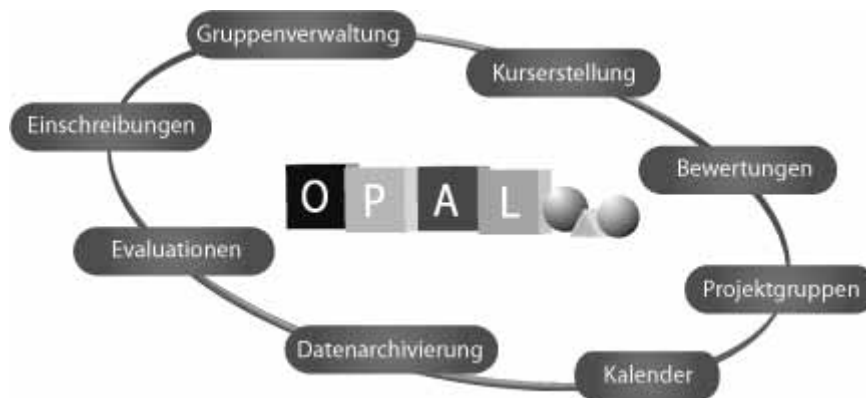 Gruppenverwaltung
Kurserstellung
Einschreibungen
Bewertungen
OPAL
Evaluationen
Projektgruppen
Datenarchivierung
Kalender